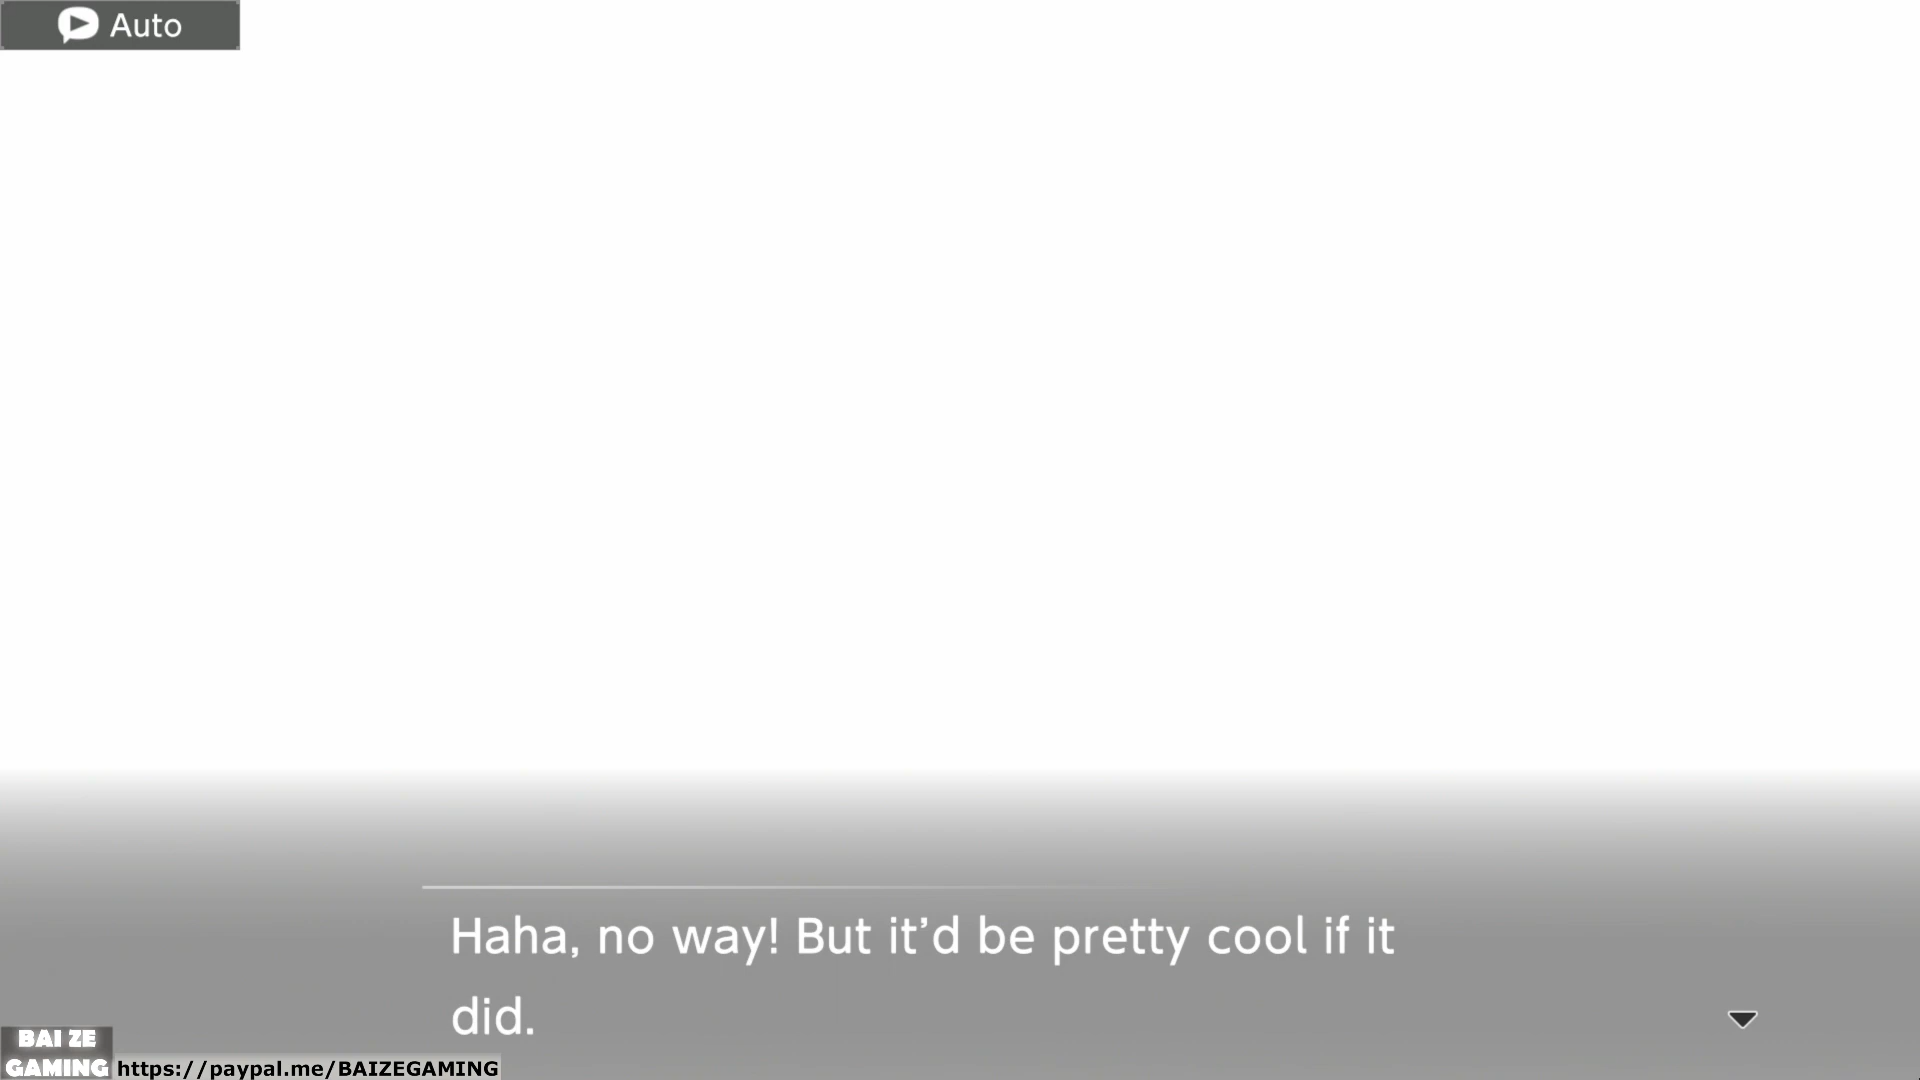 Auto
Haha, no way! But it’d be pretty cool if it
did.
BAI ZE
GAMING https://paypal.me/BAIZEGAMING